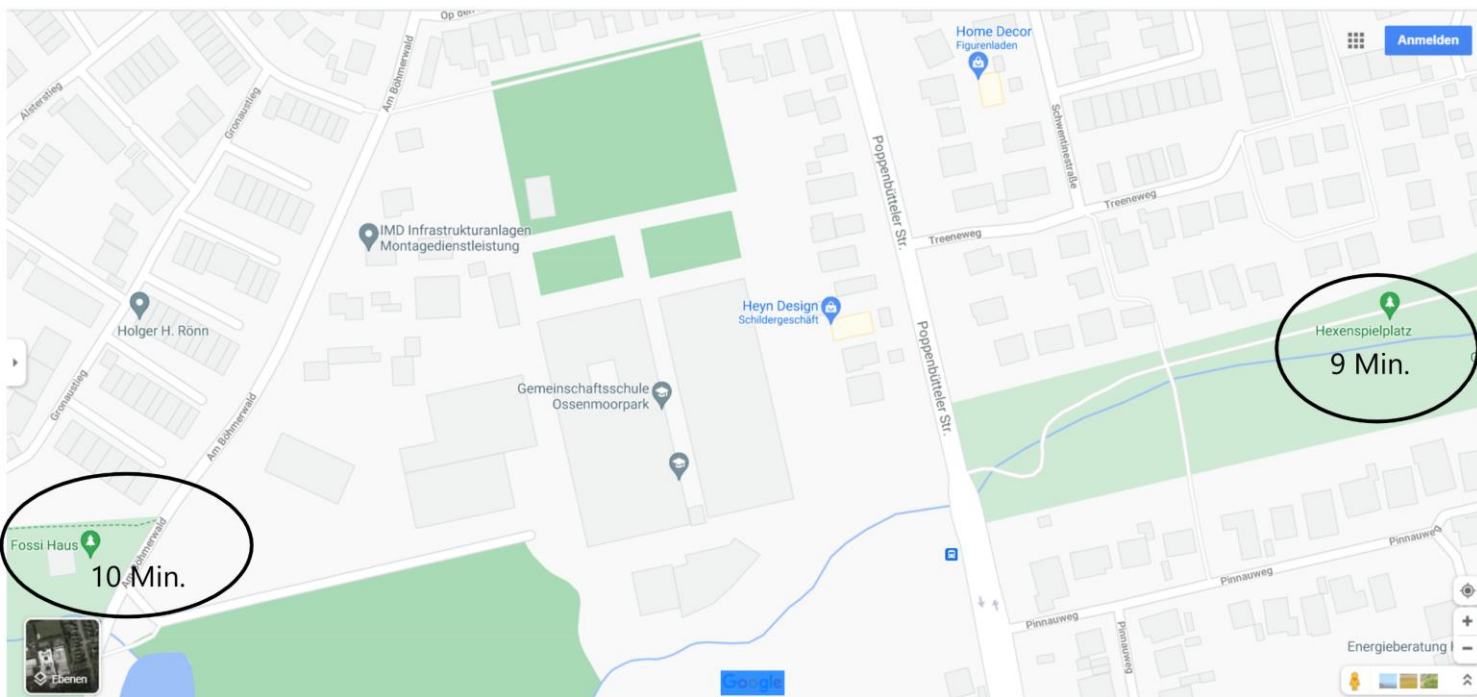 Op den
Home Decor
Figurenladen
Anmelden
Alsterstieg
Gronaustieg
Am Böhmerwald
Schwentinestraße
Poppenbütteler Str.
Treeneweg
Treeneweg
IMD Infrastrukturanlagen
Montagedienstleistung
Holger H. Rönn
Heyn Design
Schildergeschäft
Hexenspielplatz
9 Min.
Poppenbütteler Str.
Gemeinschaftsschule
Ossenmoorpark
Gronaustieg
Am Böhmerwald
Fossi Haus
10 Min.
Am Böhmerwald
Pinnauweg
Pinnauweg
Pinnauweg
Pinnauweg
Energieberatung
Ebenen
Google